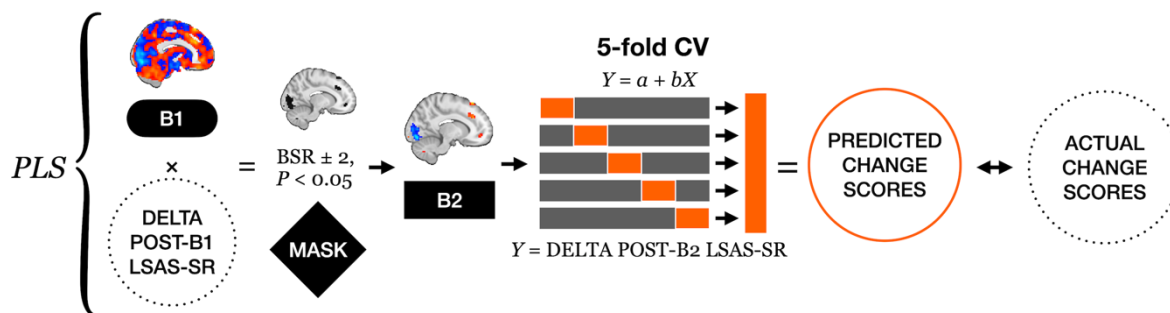 PLS
B1
×
DELTA
POST-B1
LSAS-SR
=
BSR ± 2,
P < 0.05
MASK
B2
5-fold CV
Y = a + bX
Y = DELTA POST-B2 LSAS-SR
=
PREDICTED
CHANGE
SCORES
ACTUAL
CHANGE
SCORES